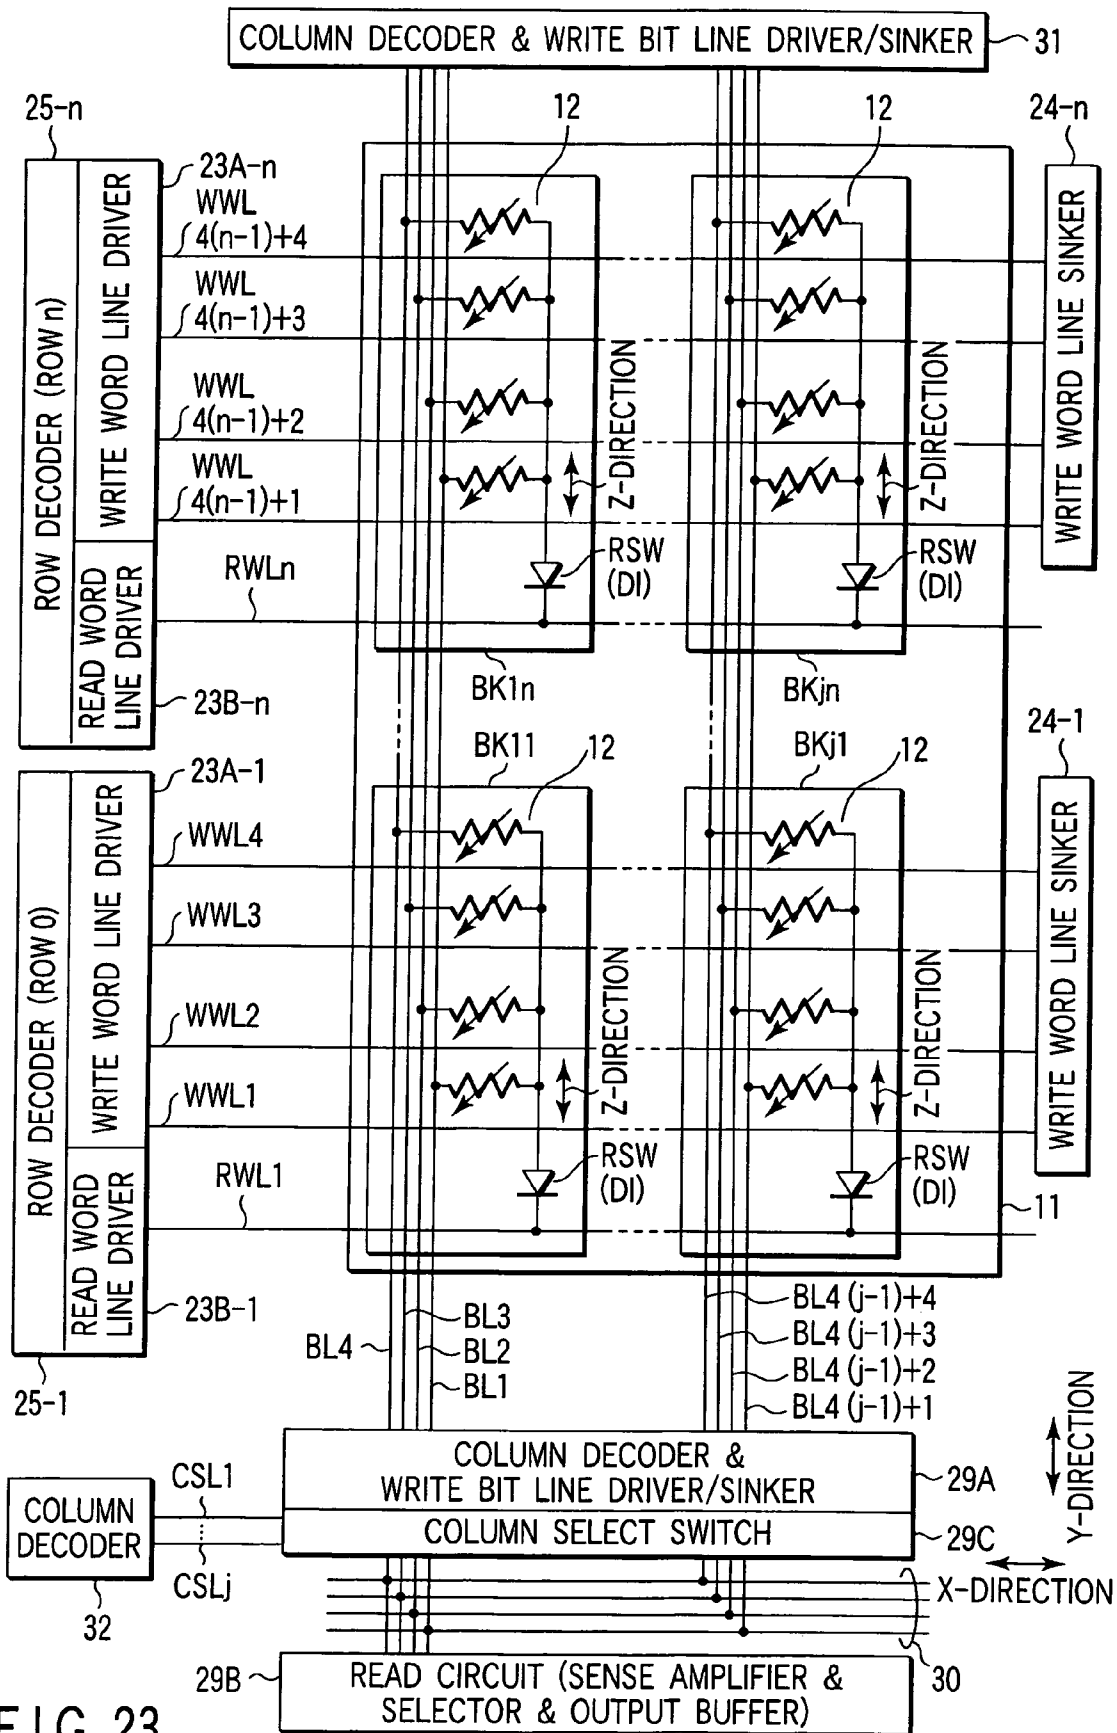 COLUMN DECODER & WRITE BIT LINE DRIVER/SINKER
31
25-n
12
12
24-n
23A-n
WWL
4(n-1)+4
WWL
4(n-1)+3
WWL
4(n-1)+2
WWL
4(n-1)+1
ROW DECODER (ROW n)
WRITE WORD LINE DRIVER
READ WORD
LINE DRIVER
Z-DIRECTION
Z-DIRECTION
WRITE WORD LINE SINKER
RWLn
RSW
(DI)
RSW
(DI)
BK1n
BKjn
23B-n
24-1
23A-1
BK11
12
BKj1
12
WWL4
WWL3
WWL2
WWL1
ROW DECODER (ROW 0)
WRITE WORD LINE DRIVER
READ WORD
LINE DRIVER
Z-DIRECTION
Z-DIRECTION
WRITE WORD LINE SINKER
RWL1
RSW
(DI)
RSW
(DI)
11
23B-1
25-1
BL4
BL3
BL2
BL1
BL4 (j-1)+4
BL4 (j-1)+3
BL4 (j-1)+2
BL4 (j-1)+1
COLUMN DECODER &
WRITE BIT LINE DRIVER/SINKER
29A
COLUMN SELECT SWITCH
29C
CSL1
CSLj
COLUMN
DECODER
32
Y-DIRECTION
X-DIRECTION
30
29B
READ CIRCUIT (SENSE AMPLIFIER &
SELECTOR & OUTPUT BUFFER)
FIG. 23